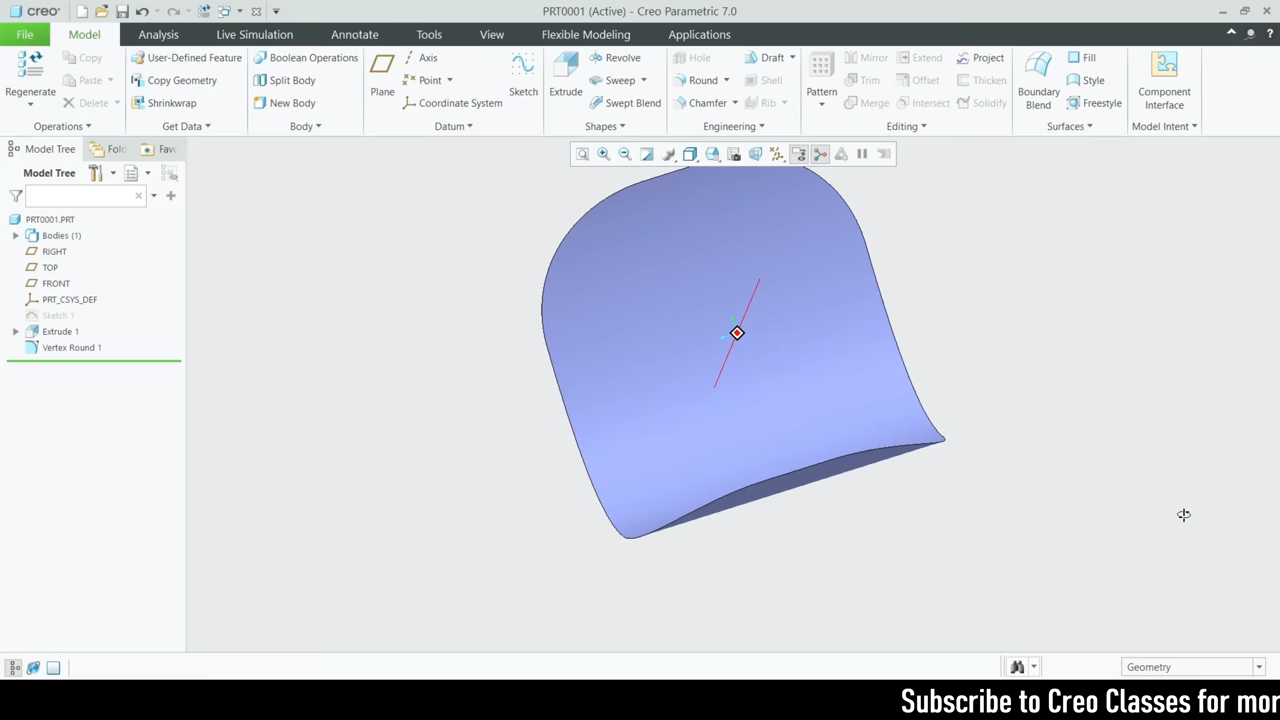 creo
PRT0001 (Active) - Creo Parametric 7.0
File Model Analysis Live Simulation Annotate Tools View Flexible Modeling Applications
Regenerate
Copy
Paste
Delete
Operations
User-Defined Feature
Copy Geometry
Shrinkwrap
Get Data
Boolean Operations
Split Body
New Body
Body
Plane
Axis
Point
Coordinate System
Sketch
Datum
Extrude
Revolve
Sweep
Swept Blend
Shapes
Hole
Round
Chamfer
Draft
Shell
Rib
Engineering
Pattern
Mirror
Trim
Merge
Extend
Offset
Intersect
Project
Thicken
Solidify
Editing
Boundary
Blend
Fill
Style
Freestyle
Surfaces
Component
Interface
Model Intent
Model Tree Fold Favo
Model Tree
PRT0001.PRT
Bodies (1)
RIGHT
TOP
FRONT
PRT_CSYS_DEF
Sketch 1
Extrude 1
Vertex Round 1
Geometry
Subscribe to Creo Classes for mor